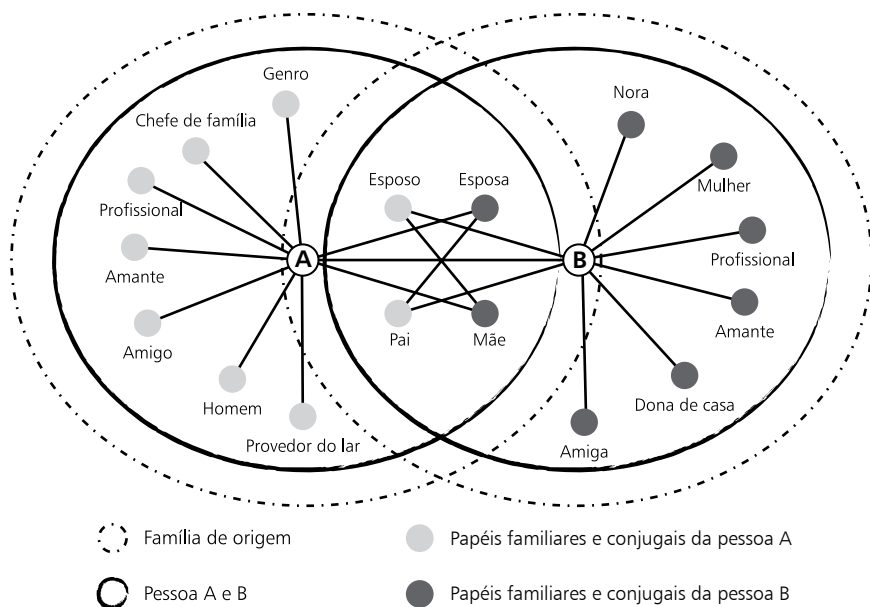 Genro
Chefe de família
Profissional
Amante
Amigo
Homem
Provedor do lar
A
Esposo
Esposa
Pai
Mãe
B
Nora
Mulher
Profissional
Amante
Dona de casa
Amiga
Família de origem
Papéis familiares e conjugais da pessoa A
Pessoa A e B
Papéis familiares e conjugais da pessoa B